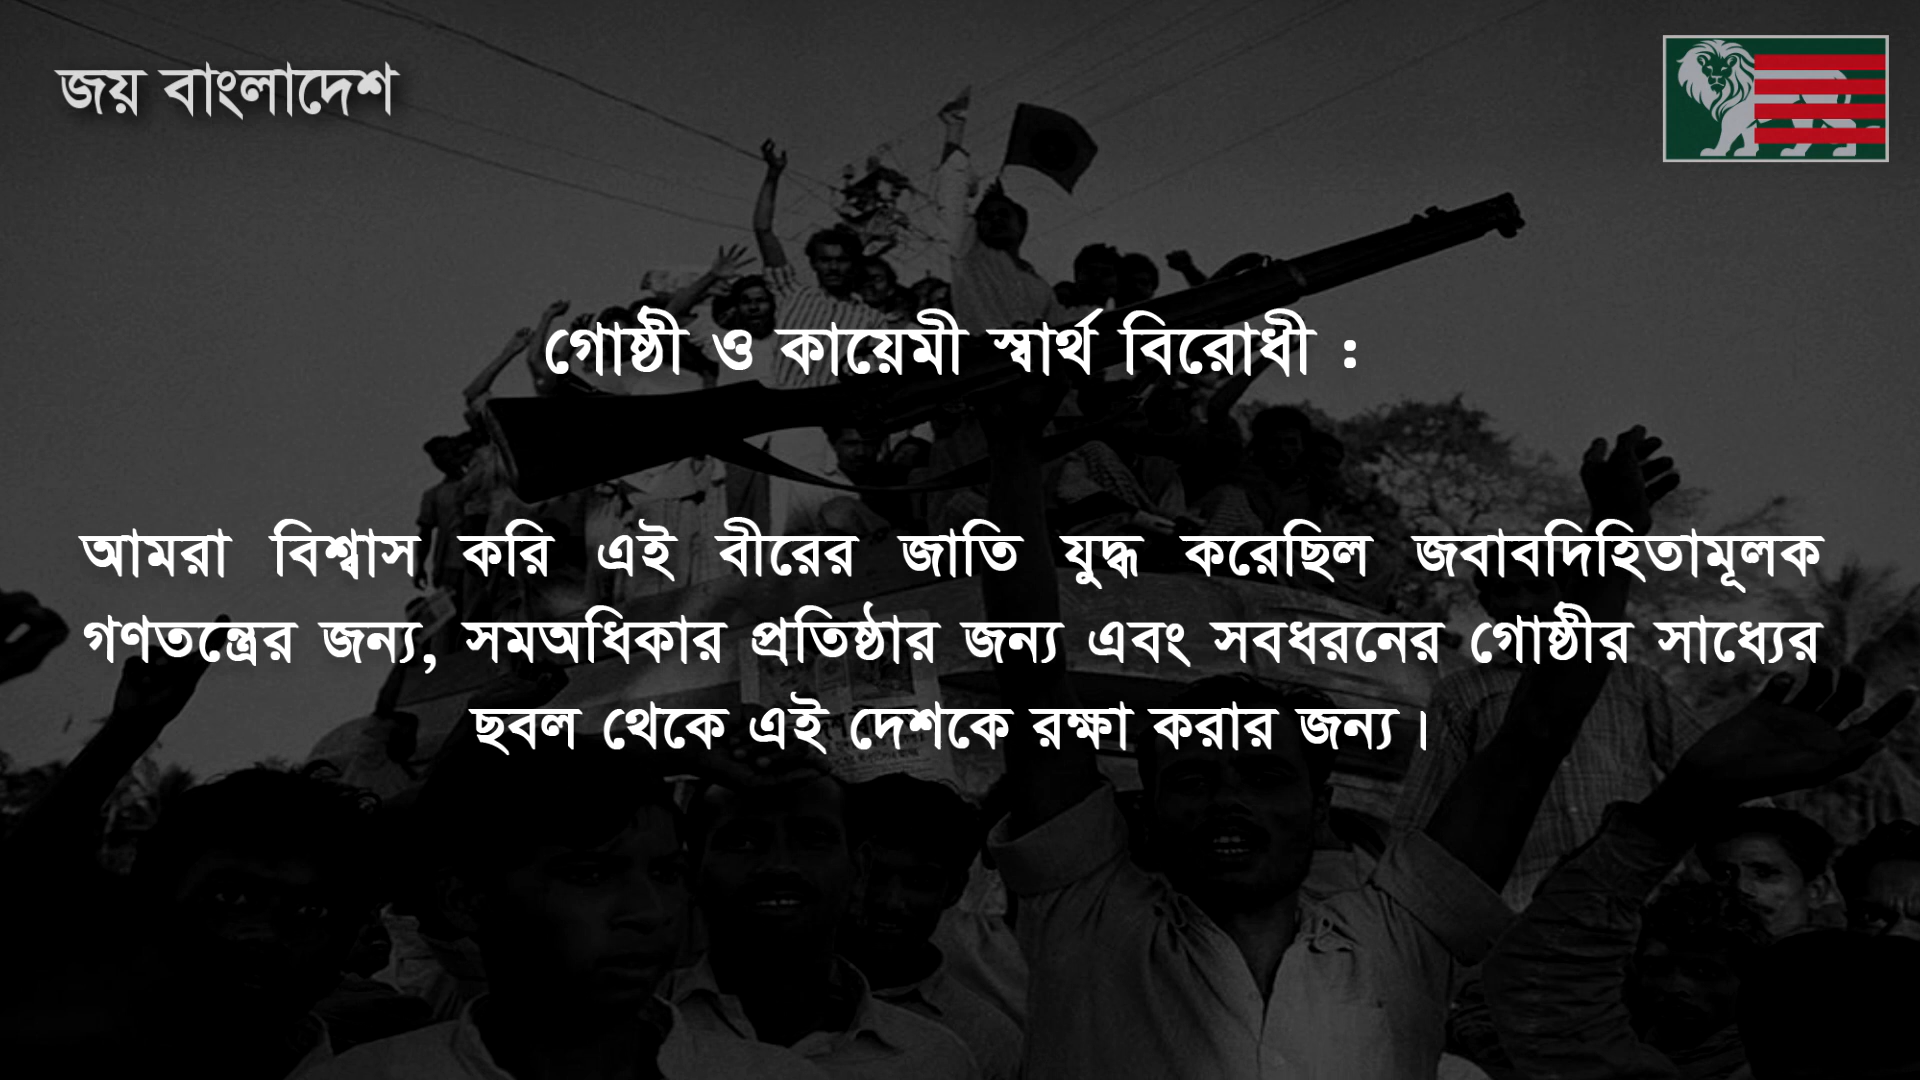 জয় বাংলাদেশ
গোষ্ঠী ও কায়েমী স্বার্থ বিরোধী :
আমরা বিশ্বাস করি এই বীরের জাতি যুদ্ধ করেছিল জবাবদিহিতামূলক
গণতন্ত্রের জন্য, সমঅধিকার প্রতিষ্ঠার জন্য এবং সবধরনের গোষ্ঠীর সাধ্যের
ছবল থেকে এই দেশকে রক্ষা করার জন্য।